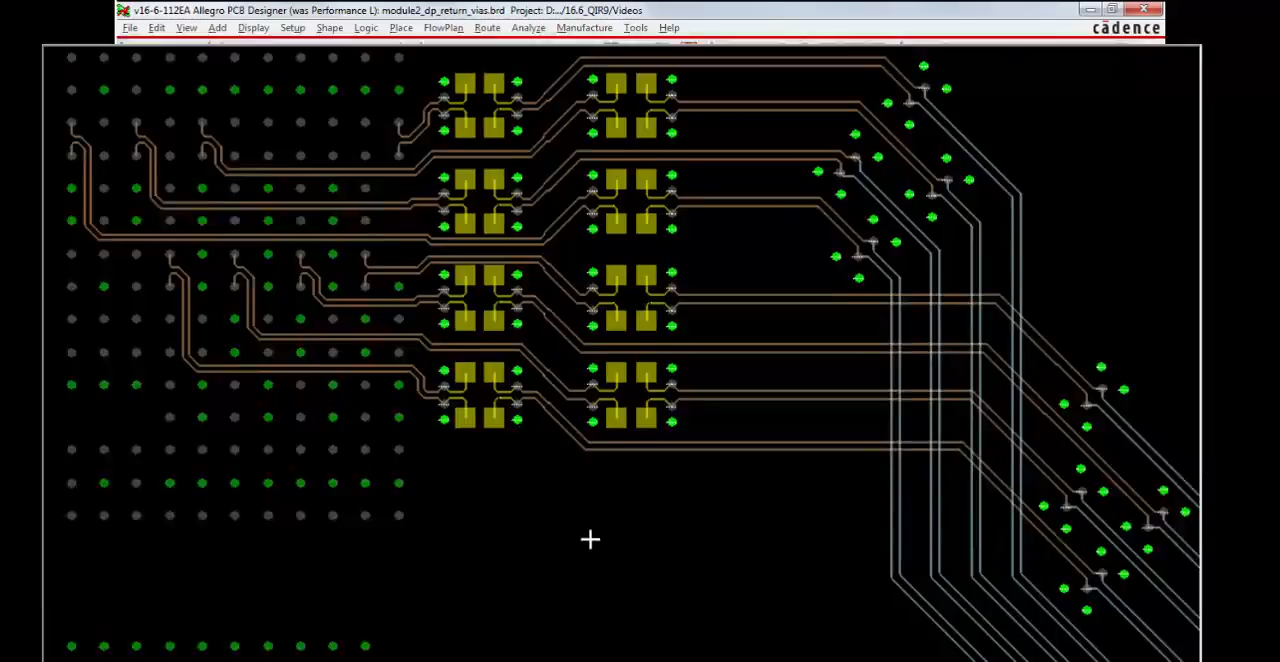 v16-6-112EA Allegro PCB Designer (was Performance L): module2_dp_return_vias.brd Project: D:.../16.6_QIR9/Videos
File Edit View Add Display Setup Shape Logic Place FlowPlan Route Analyze Manufacture Tools Help
cādence